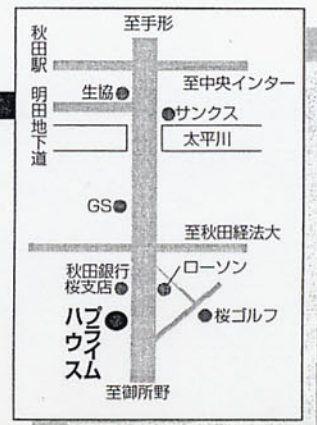 至手形
秋田駅
至中央インター
生協
サンクス
明田地下道
太平川
GS
至秋田経法大
秋田銀行
桜支店
ローソン
プライム
ハウス
桜ゴルフ
至御所野